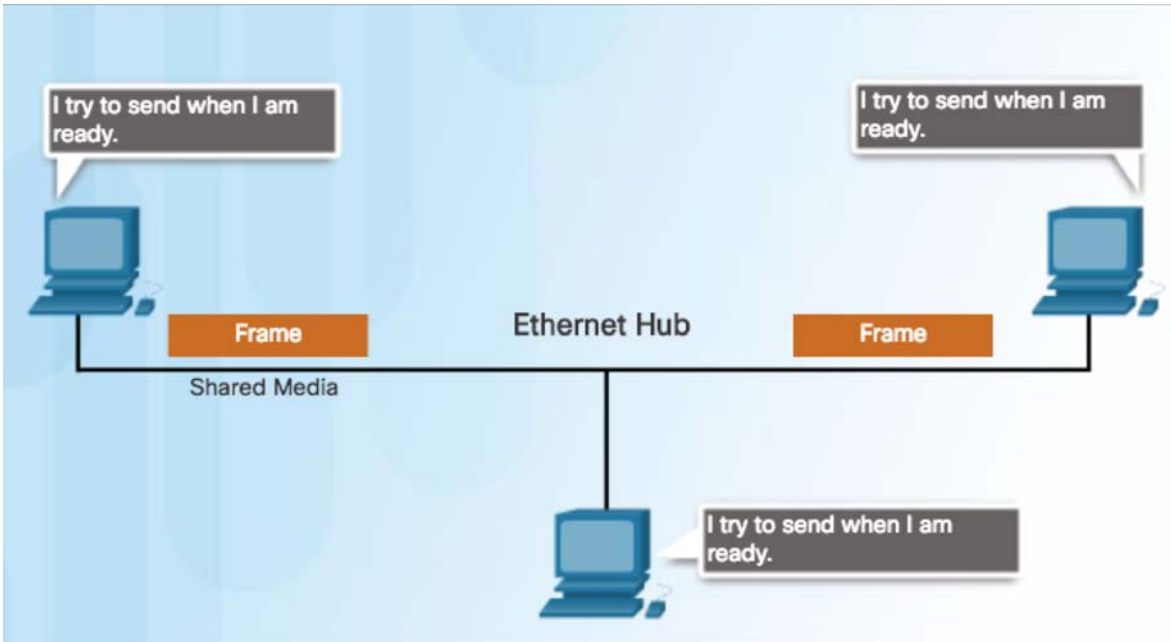 I try to send when I am
ready.
I try to send when I am
ready.
Frame
Ethernet Hub
Frame
Shared Media
I try to send when I am
ready.